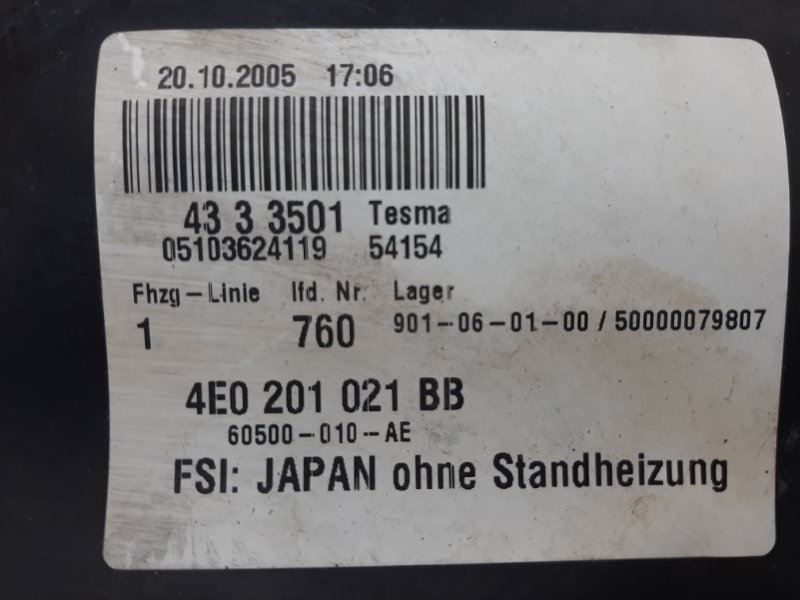 20.10.2005 17:06
43 3 3501 Tesma
05103624119 54154
Fhzg-Linie lfd. Nr. Lager
1 760 901-06-01-00 / 50000079807
4E0 201 021 BB
60500-010-AE
FSI: JAPAN ohne Standheizung